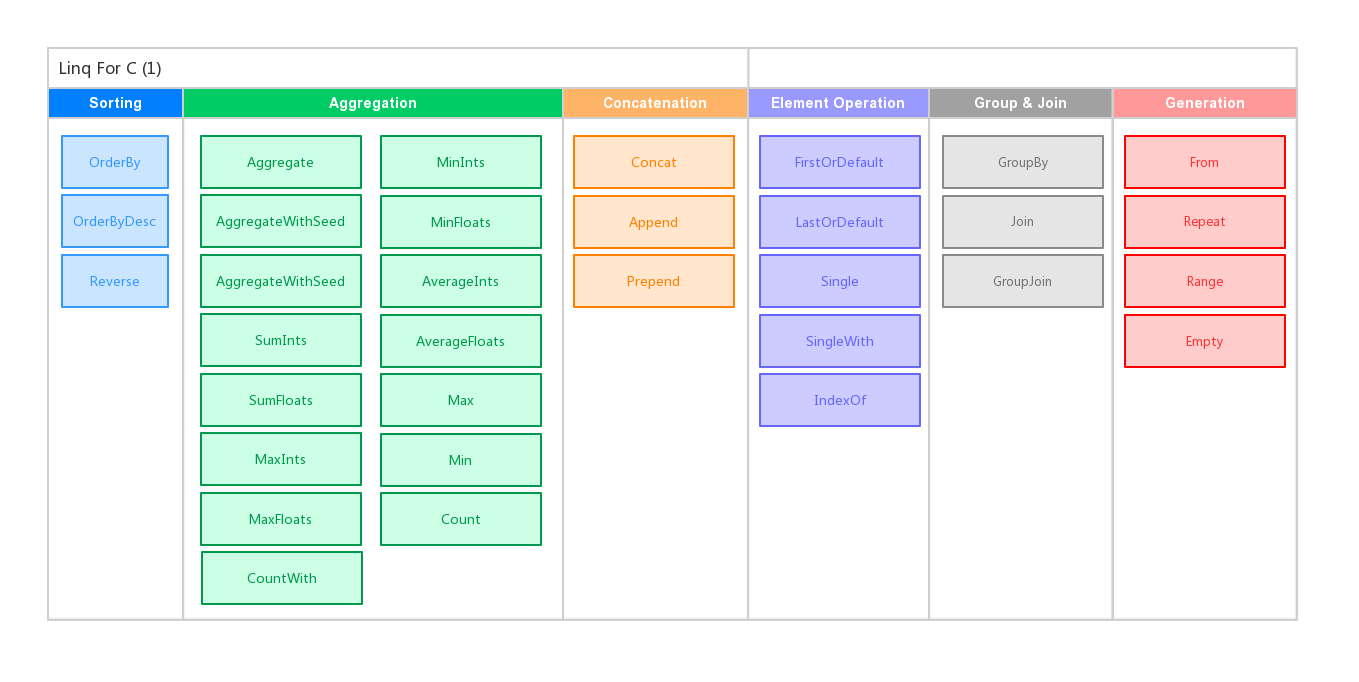 Linq For C (1)
Sorting
Aggregation
Concatenation
Element Operation
Group & Join
Generation
OrderBy
OrderByDesc
Reverse
Aggregate
AggregateWithSeed
AggregateWithSeed
SumInts
SumFloats
MaxInts
MaxFloats
CountWith
MinInts
MinFloats
AverageInts
AverageFloats
Max
Min
Count
Concat
Append
Prepend
FirstOrDefault
LastOrDefault
Single
SingleWith
IndexOf
GroupBy
Join
GroupJoin
From
Repeat
Range
Empty